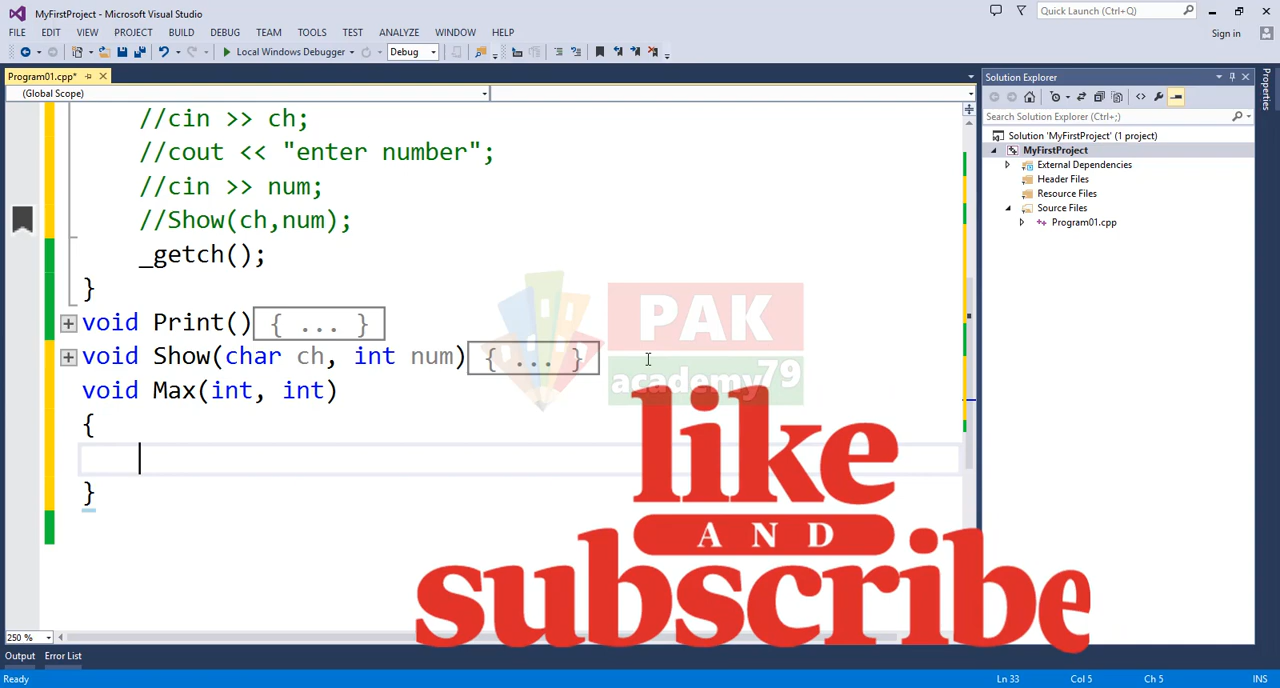 MyFirstProject - Microsoft Visual Studio
Quick Launch (Ctrl+Q)
FILE EDIT VIEW PROJECT BUILD DEBUG TEAM TOOLS TEST ANALYZE WINDOW HELP
Sign in
Local Windows Debugger
Debug
Program01.cpp*
(Global Scope)
//cin >> ch;
//cout << "enter number";
//cin >> num;
//Show(ch,num);
_getch();
}
void Print(){ ... }
void Show(char ch, int num){ ... }
void Max(int, int)
{
}
PAK
academy79
like
AND
subscribe
Solution Explorer
Search Solution Explorer (Ctrl+;)
Solution 'MyFirstProject' (1 project)
MyFirstProject
External Dependencies
Header Files
Resource Files
Source Files
Program01.cpp
Properties
250 %
Output Error List
Ready
Ln 33 Col 5 Ch 5 INS